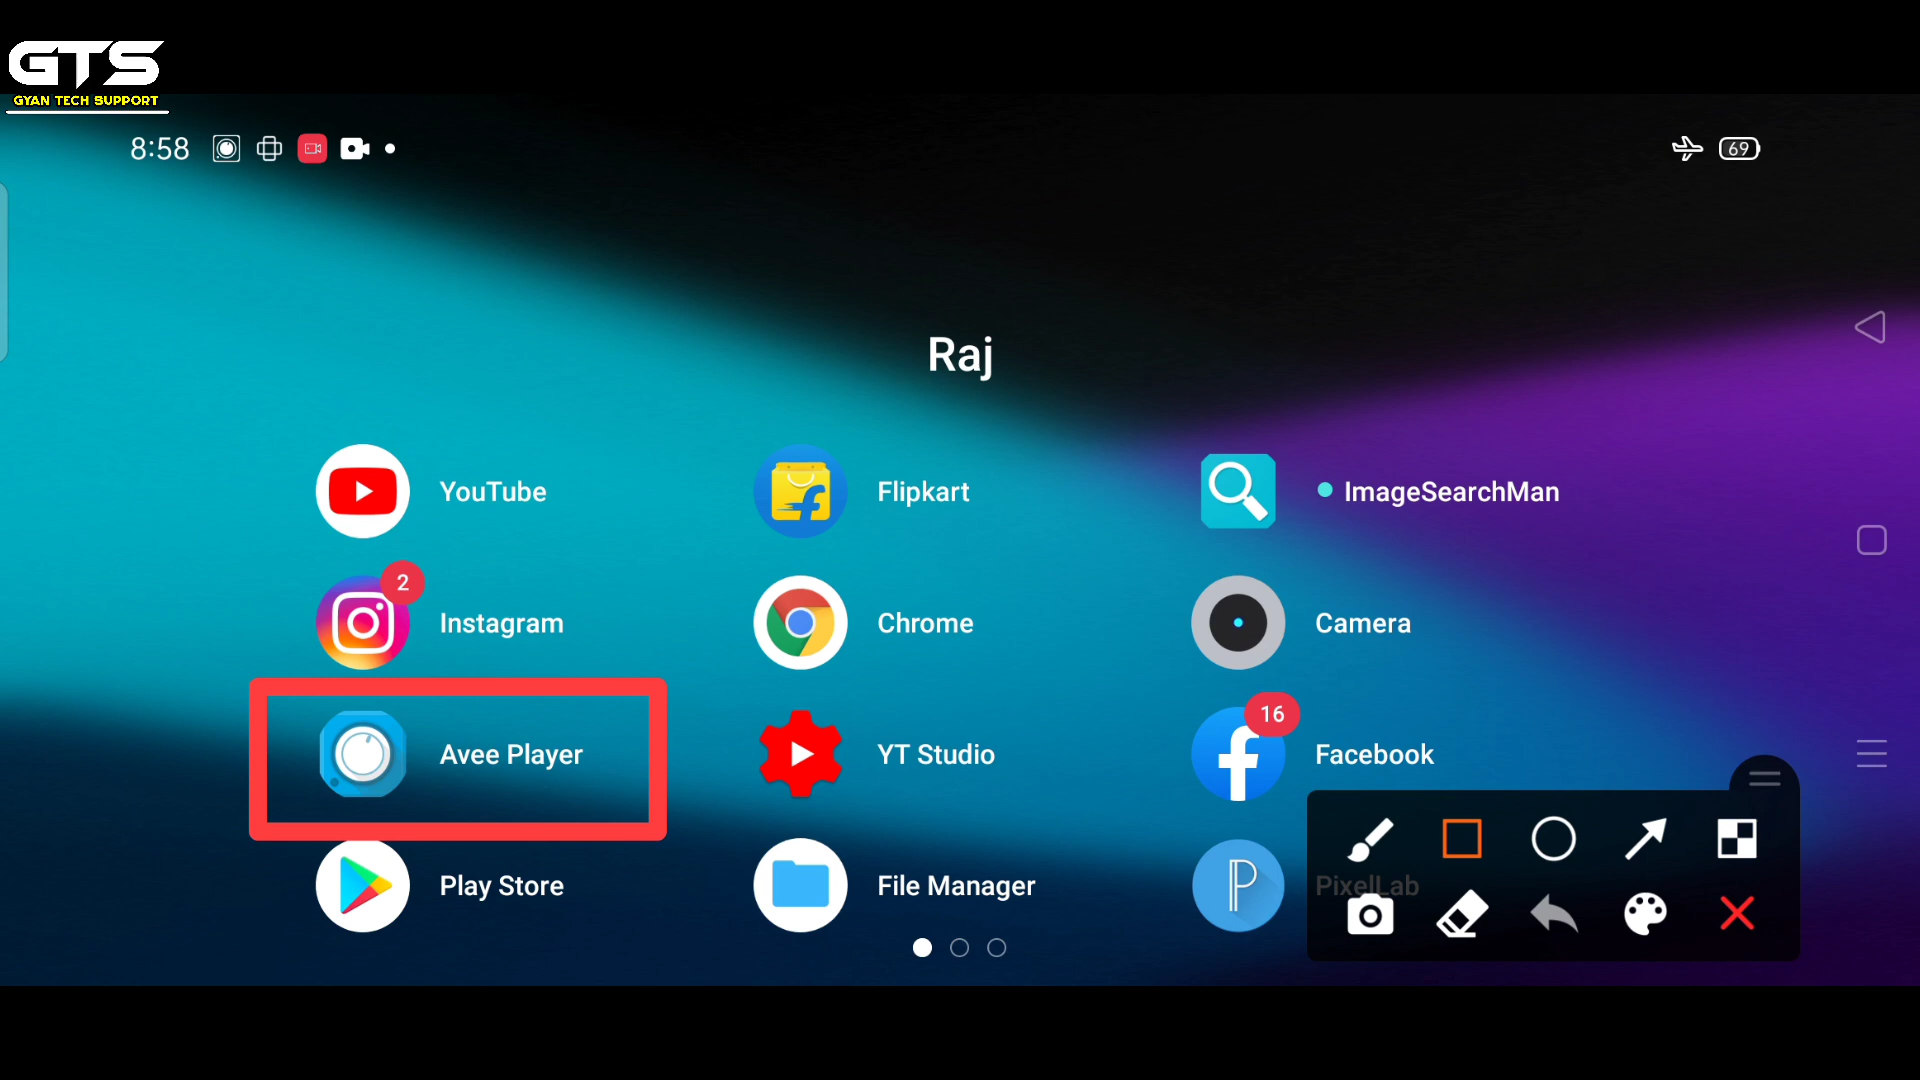 GTS
GYAN TECH SUPPORT
8:58
69
Raj
YouTube
Flipkart
ImageSearchMan
2
Instagram
Chrome
Camera
16
Avee Player
YT Studio
Facebook
Play Store
File Manager
PixelLab